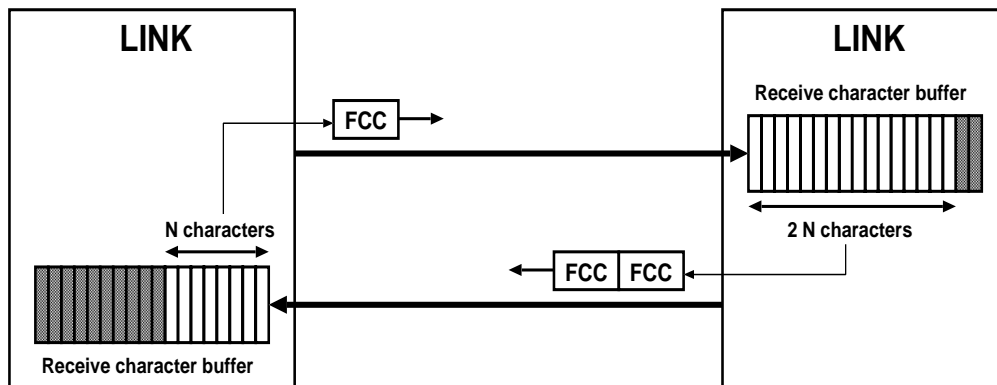 LINK
LINK
Receive character buffer
FCC
N characters
2 N characters
FCC FCC
Receive character buffer